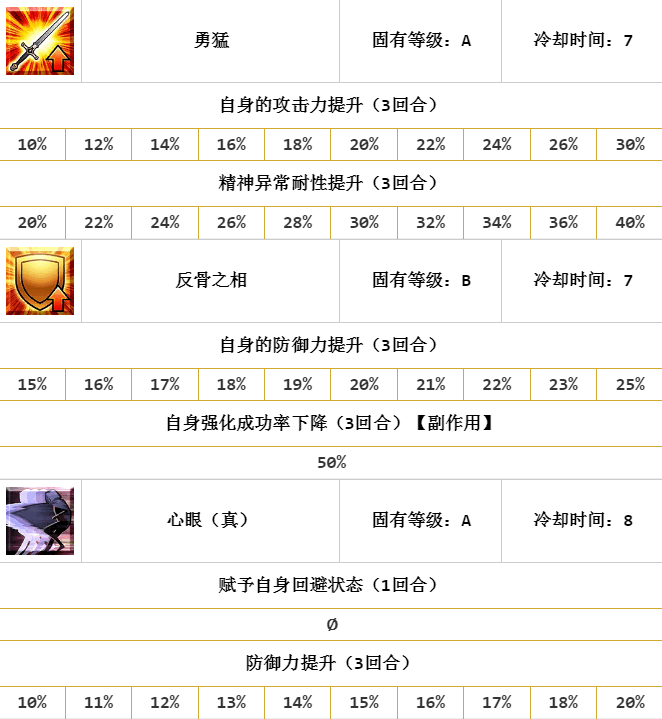 勇猛 固有等级：A 冷却时间：7
自身的攻击力提升（3回合）
10% 12% 14% 16% 18% 20% 22% 24% 26% 30%
精神异常耐性提升（3回合）
20% 22% 24% 26% 28% 30% 32% 34% 36% 40%
反骨之相 固有等级：B 冷却时间：7
自身的防御力提升（3回合）
15% 16% 17% 18% 19% 20% 21% 22% 23% 25%
自身强化成功率下降（3回合）【副作用】
50%
心眼（真） 固有等级：A 冷却时间：8
赋予自身回避状态（1回合）
Ø
防御力提升（3回合）
10% 11% 12% 13% 14% 15% 16% 17% 18% 20%